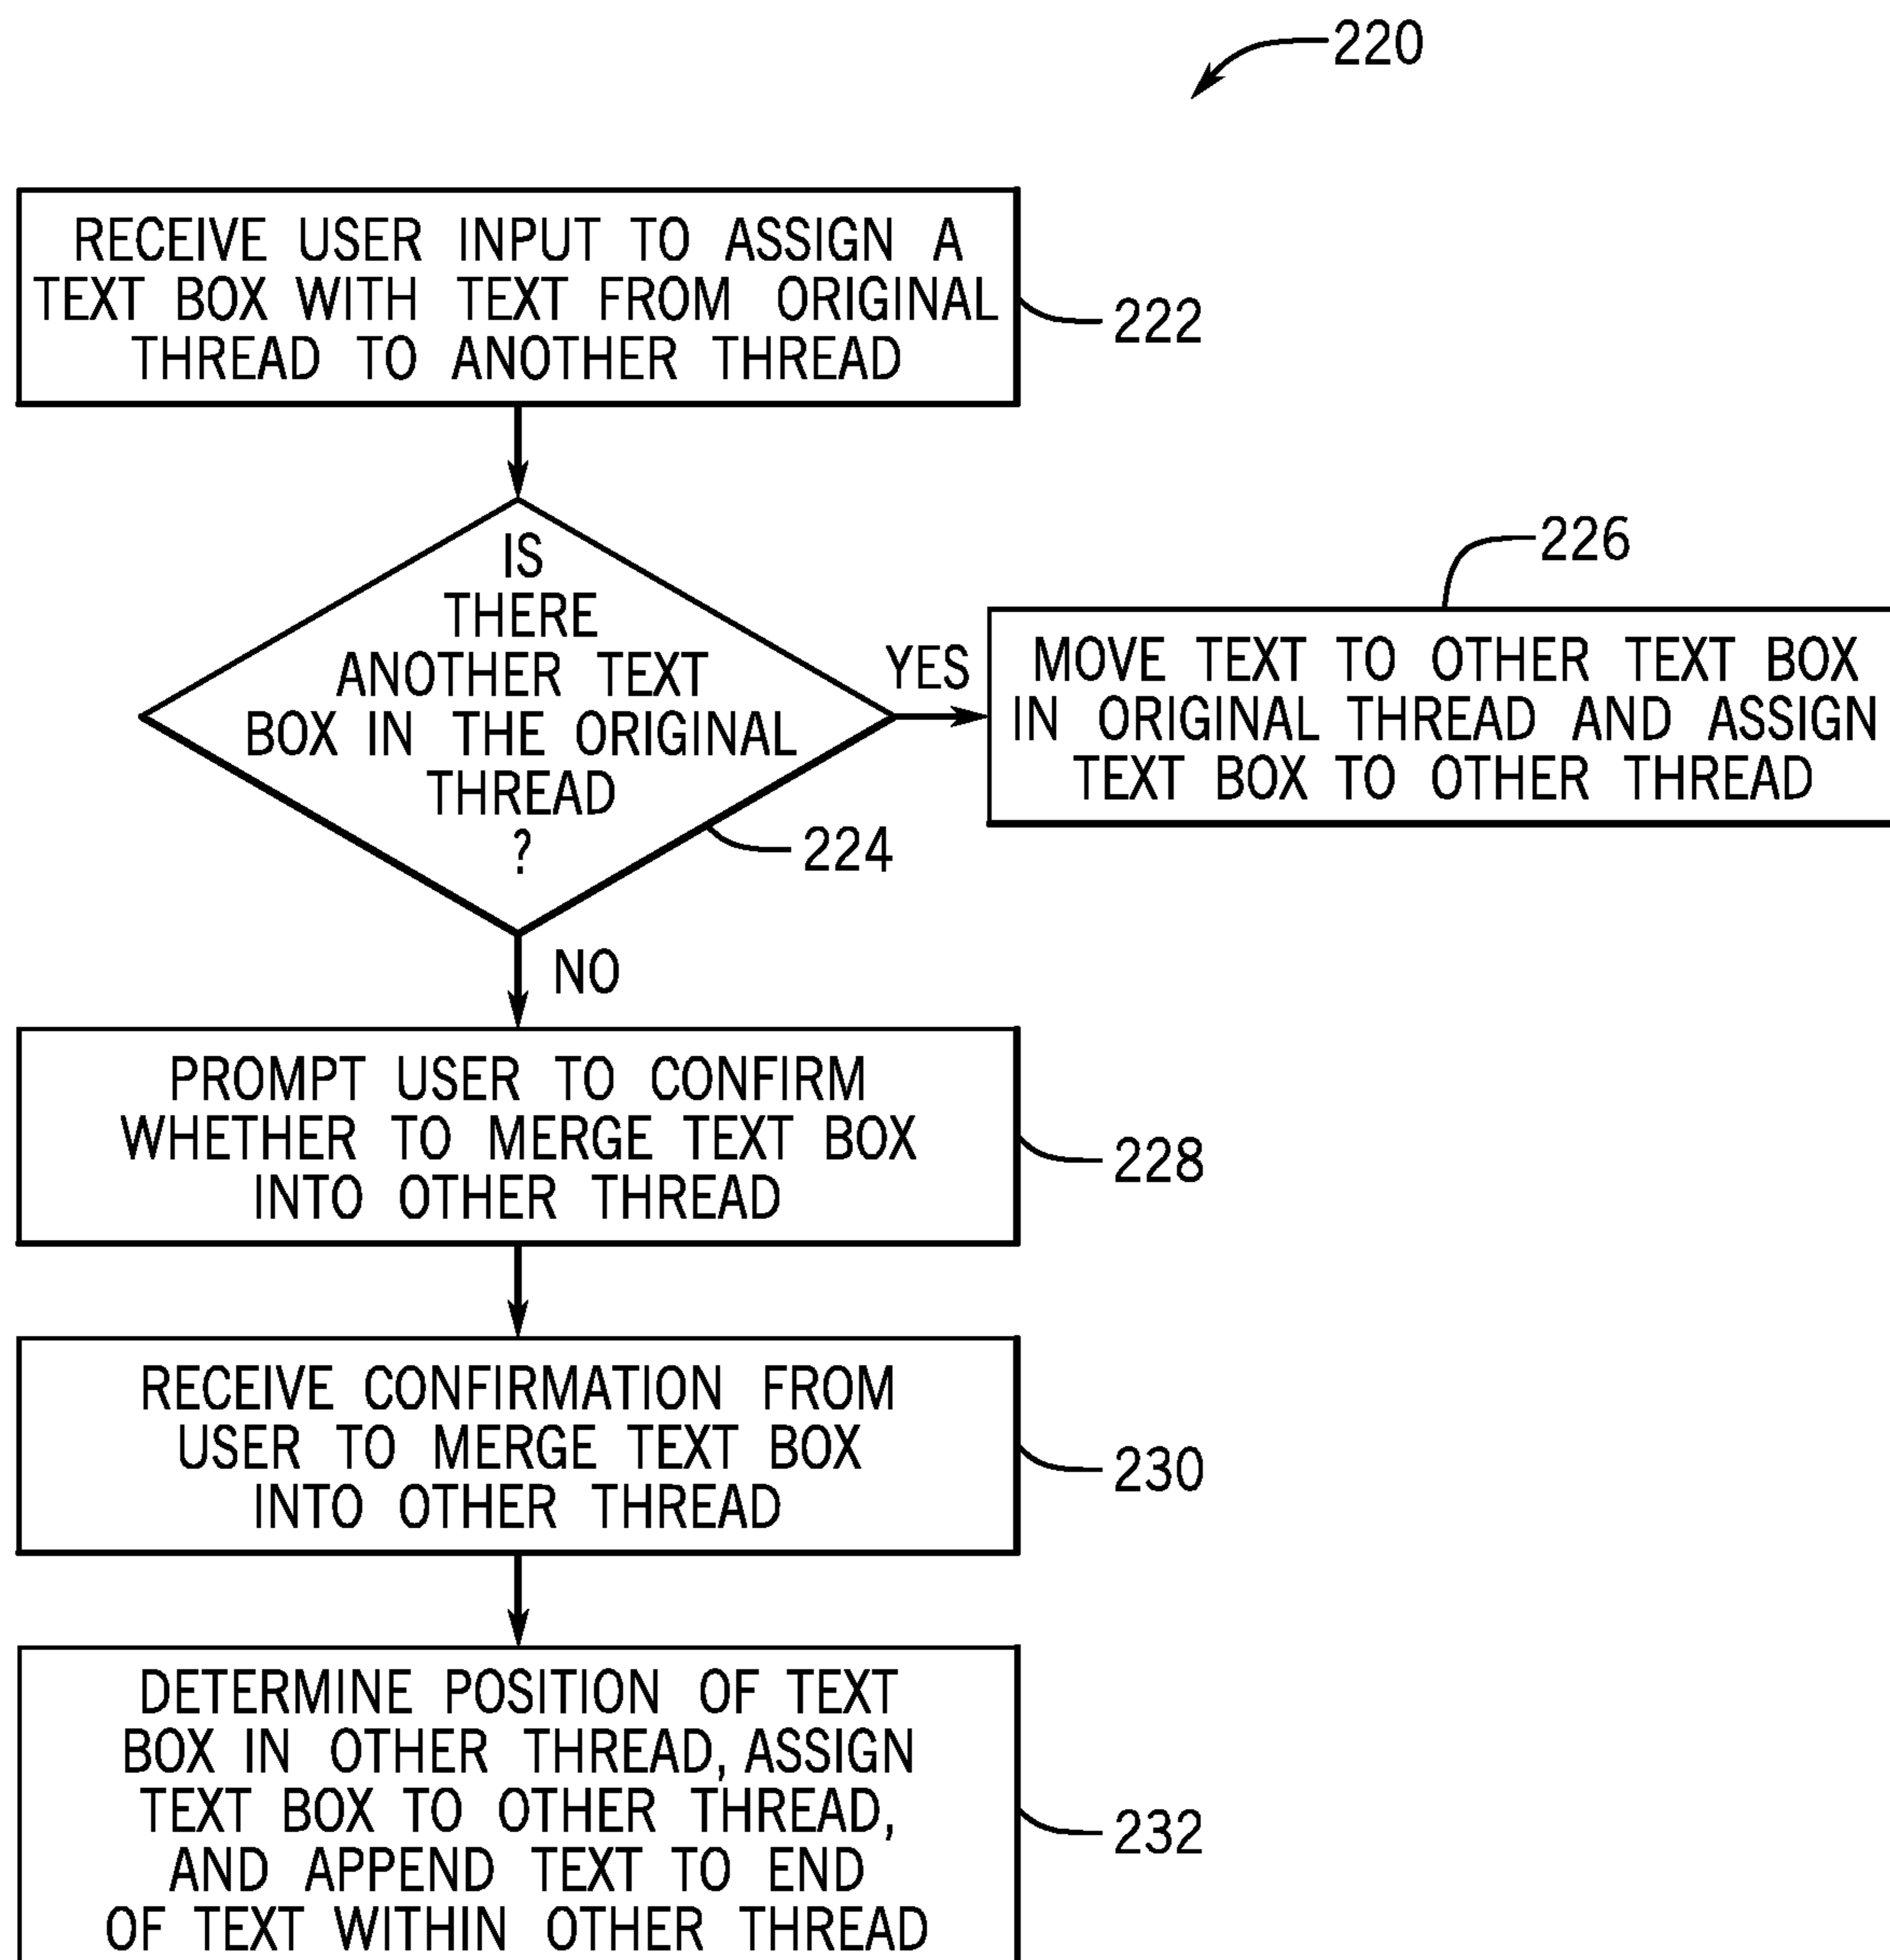 220
RECEIVE USER INPUT TO ASSIGN A
TEXT BOX WITH TEXT FROM ORIGINAL
THREAD TO ANOTHER THREAD
222
IS
THERE
ANOTHER TEXT
BOX IN THE ORIGINAL
THREAD
?
224
YES
226
MOVE TEXT TO OTHER TEXT BOX
IN ORIGINAL THREAD AND ASSIGN
TEXT BOX TO OTHER THREAD
NO
PROMPT USER TO CONFIRM
WHETHER TO MERGE TEXT BOX
INTO OTHER THREAD
228
RECEIVE CONFIRMATION FROM
USER TO MERGE TEXT BOX
INTO OTHER THREAD
230
DETERMINE POSITION OF TEXT
BOX IN OTHER THREAD, ASSIGN
TEXT BOX TO OTHER THREAD,
AND APPEND TEXT TO END
OF TEXT WITHIN OTHER THREAD
232